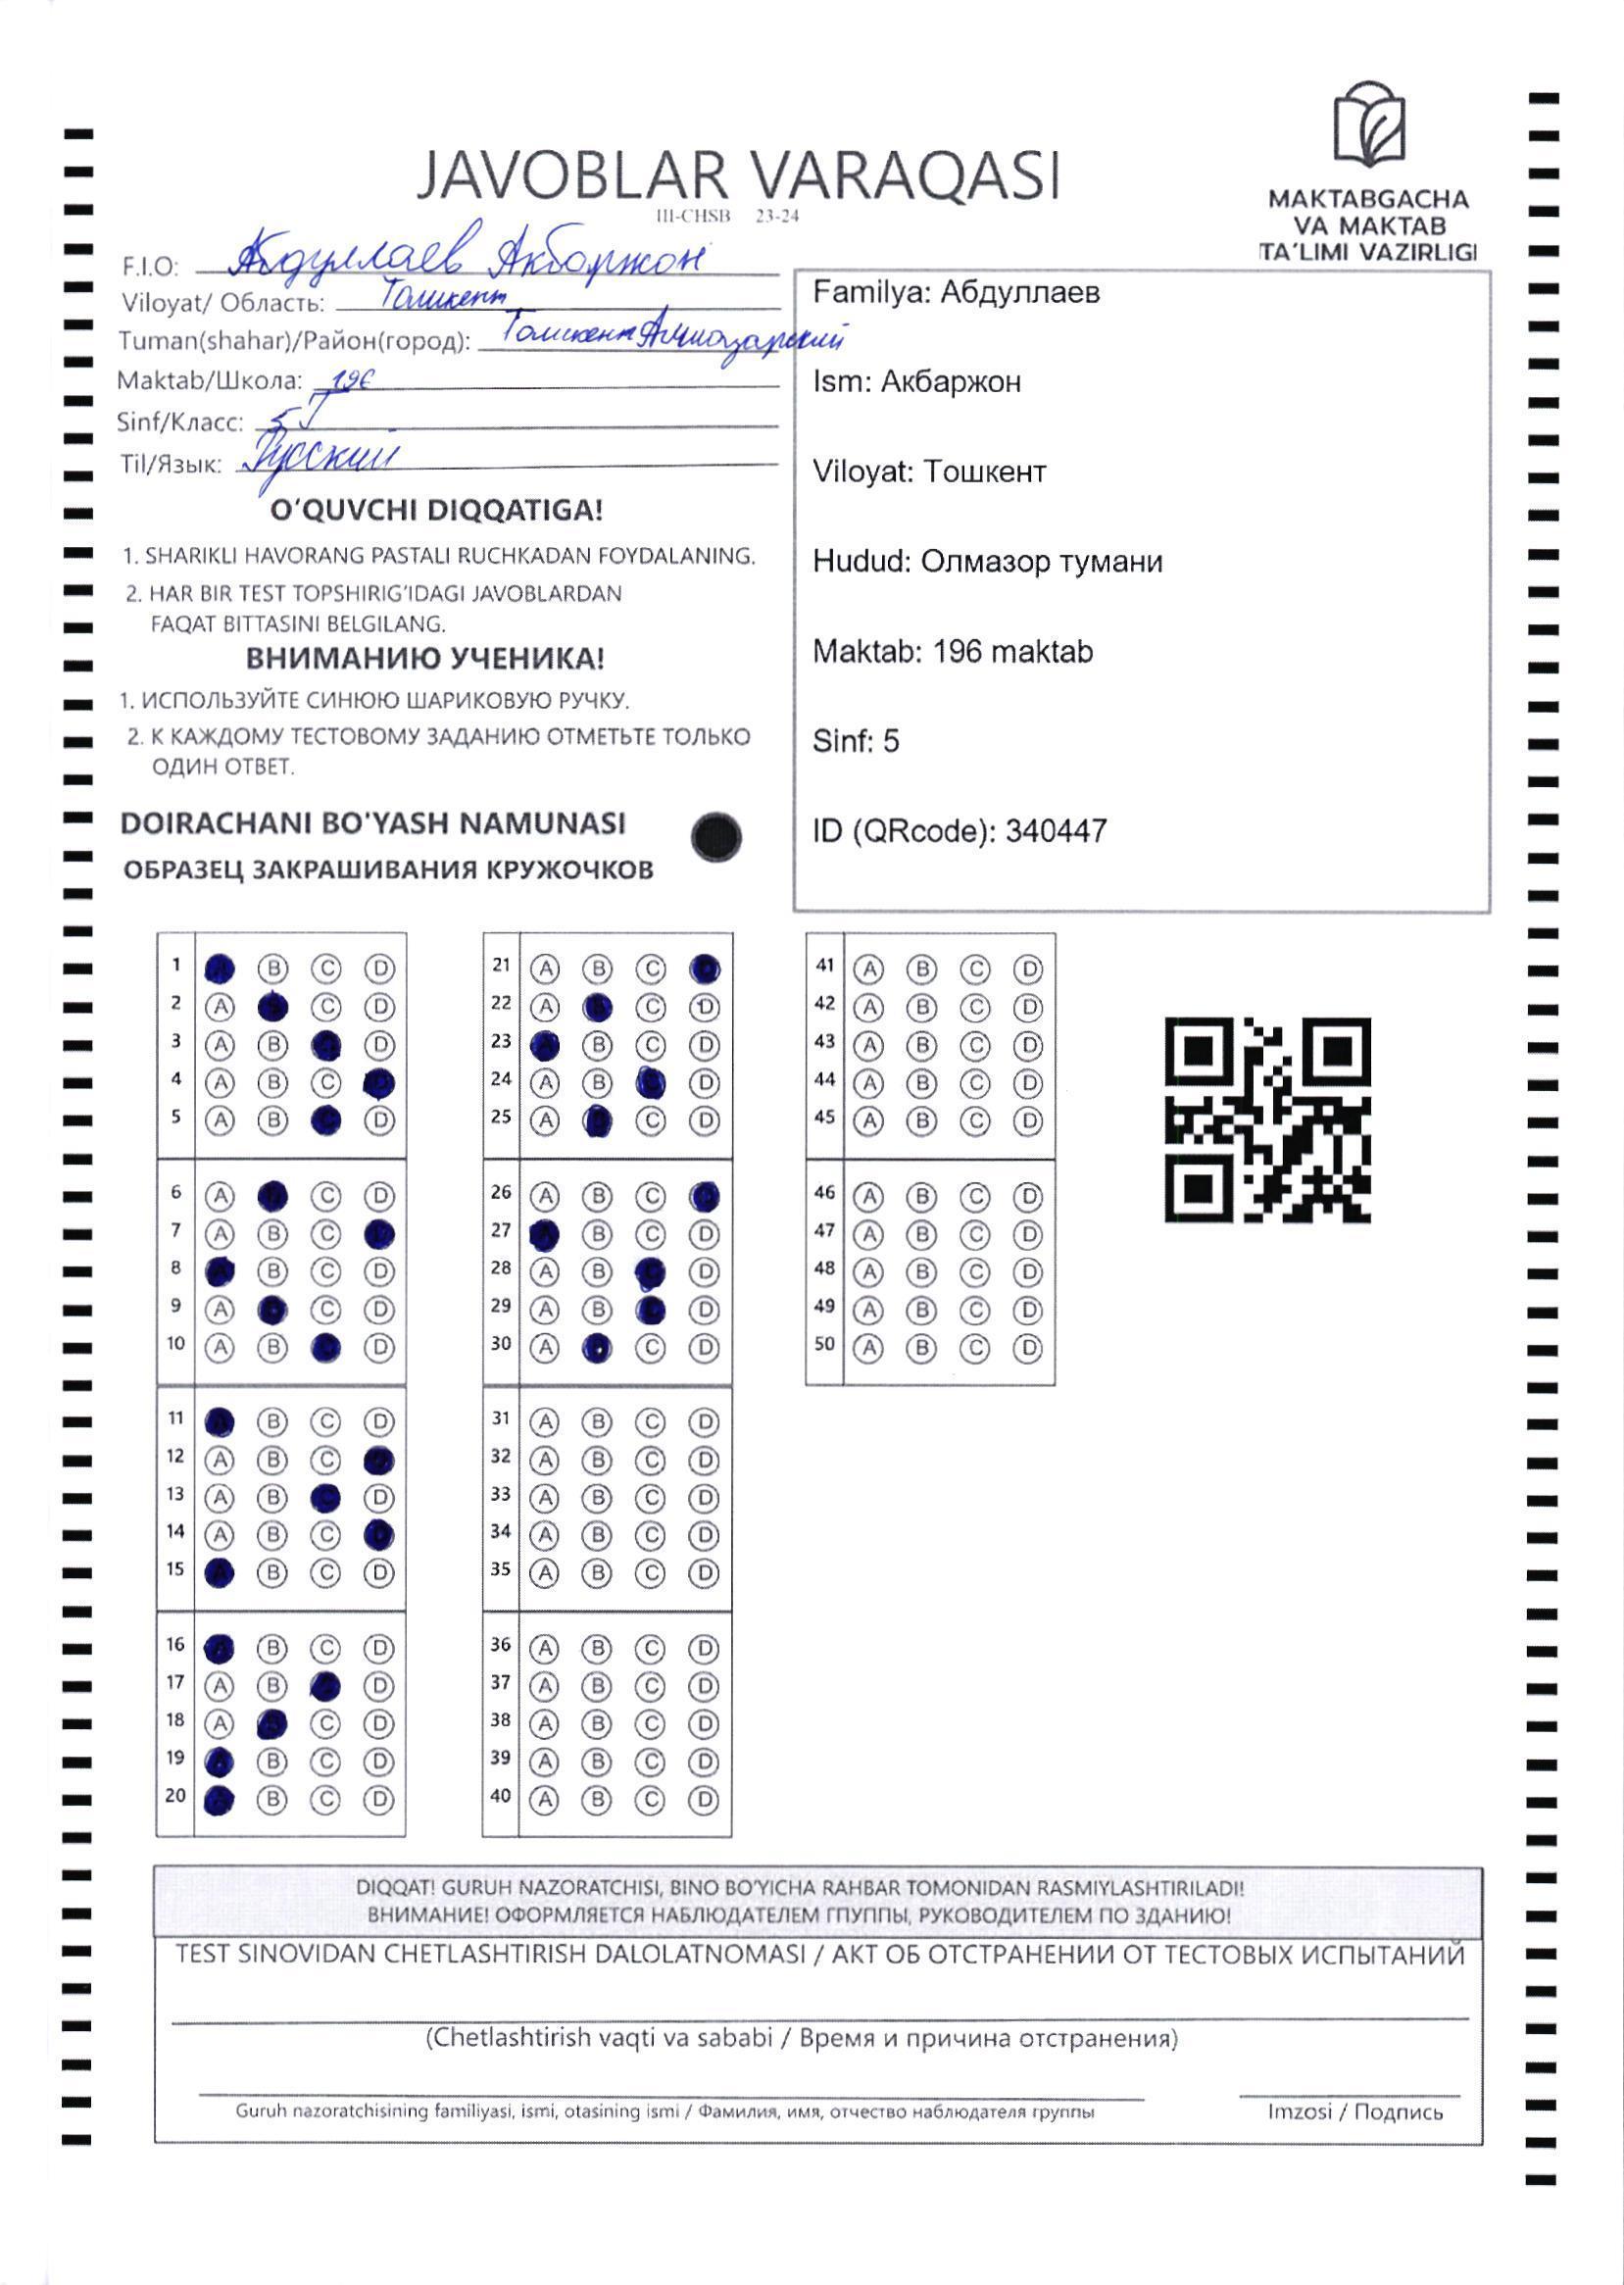 JAVOBLAR VARAQASI
III-CHSB 23-24
MAKTABGACHA
VA MAKTAB
TA'LIMI VAZIRLIGI
F.I.O: Абдуллаев Акборжон
Viloyat/ Область: Ташкент
Tuman(shahar)/Район(город): Ташкент Алмазарский
Maktab/Школа: 196
Sinf/Класс: 5 Г
Til/Язык: Русский
Familya: Абдуллаев
Ism: Акбаржон
Viloyat: Тошкент
Hudud: Олмазор тумани
Maktab: 196 maktab
Sinf: 5
ID (QRcode): 340447
O'QUVCHI DIQQATIGA!
1. SHARIKLI HAVORANG PASTALI RUCHKADAN FOYDALANING.
2. HAR BIR TEST TOPSHIRIG'IDAGI JAVOBLARDAN
FAQAT BITTASINI BELGILANG.
ВНИМАНИЮ УЧЕНИКА!
1. ИСПОЛЬЗУЙТЕ СИНЮЮ ШАРИКОВУЮ РУЧКУ.
2. К КАЖДОМУ ТЕСТОВОМУ ЗАДАНИЮ ОТМЕТЬТЕ ТОЛЬКО
ОДИН ОТВЕТ.
DOIRACHANI BO'YASH NAMUNASI
ОБРАЗЕЦ ЗАКРАШИВАНИЯ КРУЖОЧКОВ
1 A B C D
2 A B C D
3 A B C D
4 A B C D
5 A B C D
6 A B C D
7 A B C D
8 A B C D
9 A B C D
10 A B C D
11 A B C D
12 A B C D
13 A B C D
14 A B C D
15 A B C D
16 A B C D
17 A B C D
18 A B C D
19 A B C D
20 A B C D
21 A B C D
22 A B C D
23 A B C D
24 A B C D
25 A B C D
26 A B C D
27 A B C D
28 A B C D
29 A B C D
30 A B C D
31 A B C D
32 A B C D
33 A B C D
34 A B C D
35 A B C D
36 A B C D
37 A B C D
38 A B C D
39 A B C D
40 A B C D
41 A B C D
42 A B C D
43 A B C D
44 A B C D
45 A B C D
46 A B C D
47 A B C D
48 A B C D
49 A B C D
50 A B C D
DIQQAT! GURUH NAZORATCHISI, BINO BO'YICHA RAHBAR TOMONIDAN RASMIYLASHTIRILADI!
ВНИМАНИЕ! ОФОРМЛЯЕТСЯ НАБЛЮДАТЕЛЕМ ГПУППЫ, РУКОВОДИТЕЛЕМ ПО ЗДАНИЮ!
TEST SINOVIDAN CHETLASHTIRISH DALOLATNOMASI / АКТ ОБ ОТСТРАНЕНИИ ОТ ТЕСТОВЫХ ИСПЫТАНИЙ
(Chetlashtirish vaqti va sababi / Время и причина отстранения)
Guruh nazoratchisining familiyasi, ismi, otasining ismi / Фамилия, имя, отчество наблюдателя группы
Imzosi / Подпись